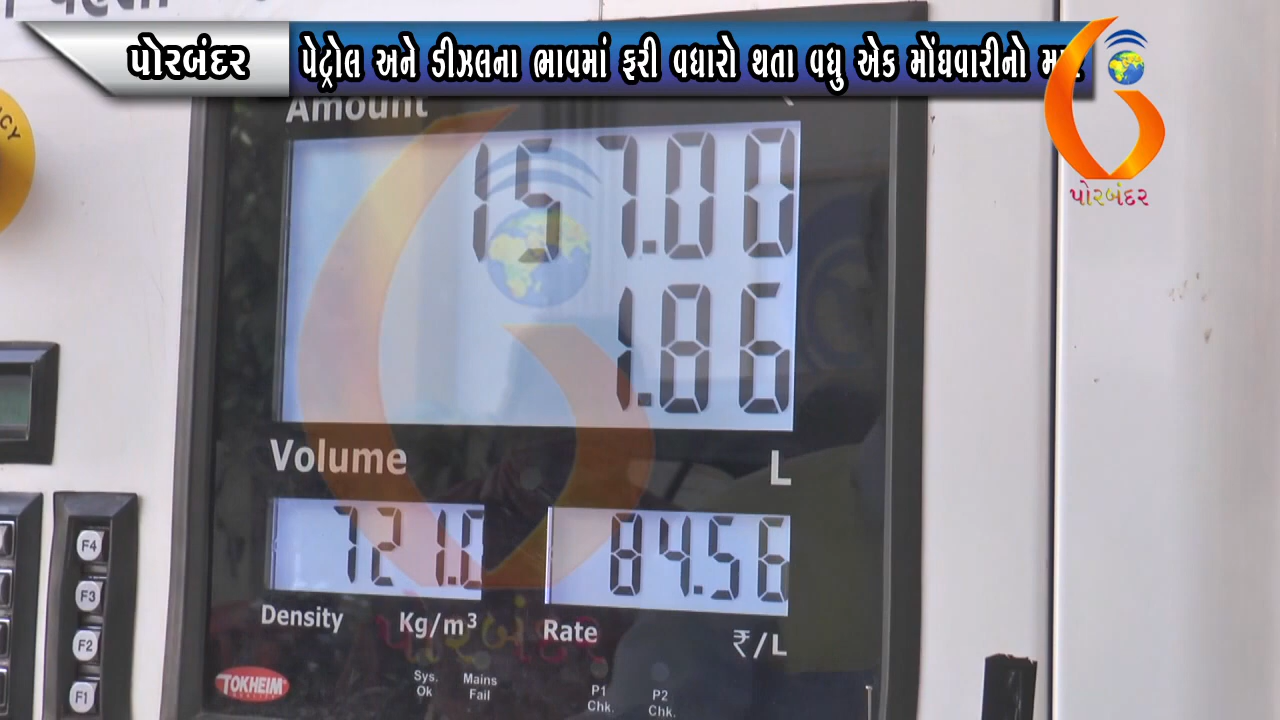 પોરબંદર
પેટ્રોલ અને ડીઝલના ભાવમાં ફરી વધારો થતા વધુ એક મોંઘવારીનો
પોરબંદર
Amount
157.00
1.86
Volume L
721.0 84.56
Density Kg/m³ Rate ₹/L
પોરબંદર
TOKHEIM
Sys. Ok
Mains Fail
P1 Chk.
P2 Chk.
F4
F3
F2
F1